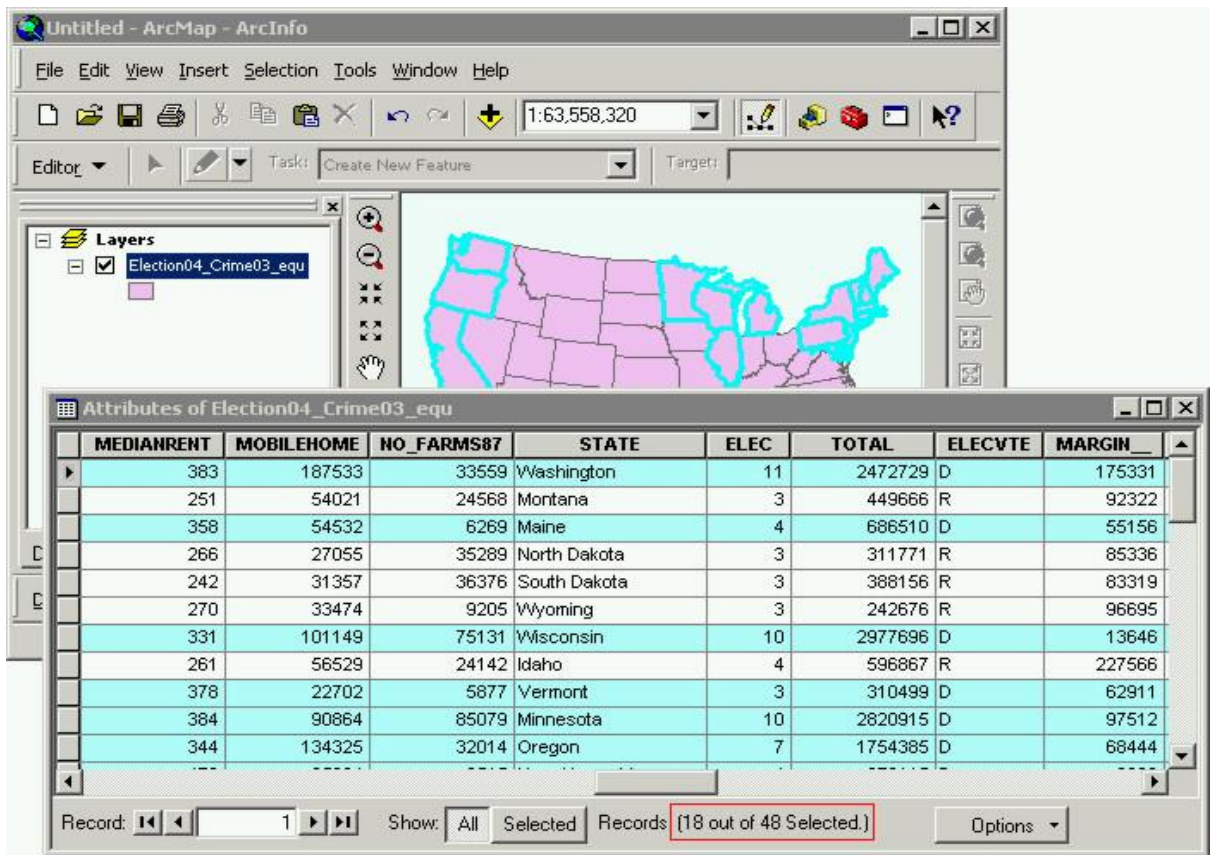 Untitled - ArcMap - ArcInfo
File Edit View Insert Selection Tools Window Help
1:63,558,320
Editor Task: Create New Feature Target:
Layers
Election04_Crime03_equ
Attributes of Election04_Crime03_equ
MEDIANRENT MOBILEHOME NO_FARMS87 STATE ELEC TOTAL ELECVTE MARGIN__
383 187533 33559 Washington 11 2472729 D 175331
251 54021 24568 Montana 3 449666 R 92322
358 54532 6269 Maine 4 686510 D 55156
266 27055 35289 North Dakota 3 311771 R 85336
242 31357 36376 South Dakota 3 388156 R 83319
270 33474 9205 Wyoming 3 242676 R 96695
331 101149 75131 Wisconsin 10 2977696 D 13646
261 56529 24142 Idaho 4 596867 R 227566
378 22702 5877 Vermont 3 310499 D 62911
384 90864 85079 Minnesota 10 2820915 D 97512
344 134325 32014 Oregon 7 1754385 D 68444
Record: 1 Show: All Selected Records (18 out of 48 Selected.) Options